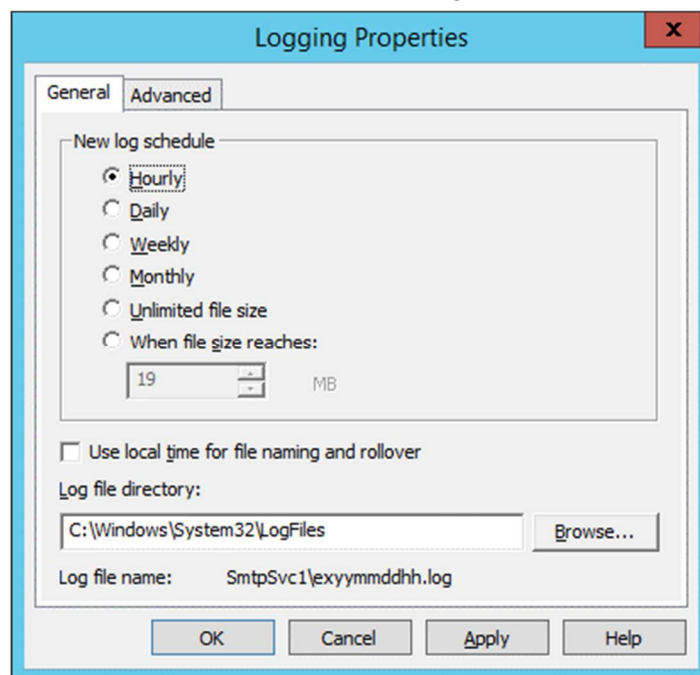 Logging Properties
x
General Advanced
New log schedule
Hourly
Daily
Weekly
Monthly
Unlimited file size
When file size reaches:
19 MB
Use local time for file naming and rollover
Log file directory:
C:\Windows\System32\LogFiles Browse...
Log file name: SmtpSvc1\exyymmddhh.log
OK Cancel Apply Help